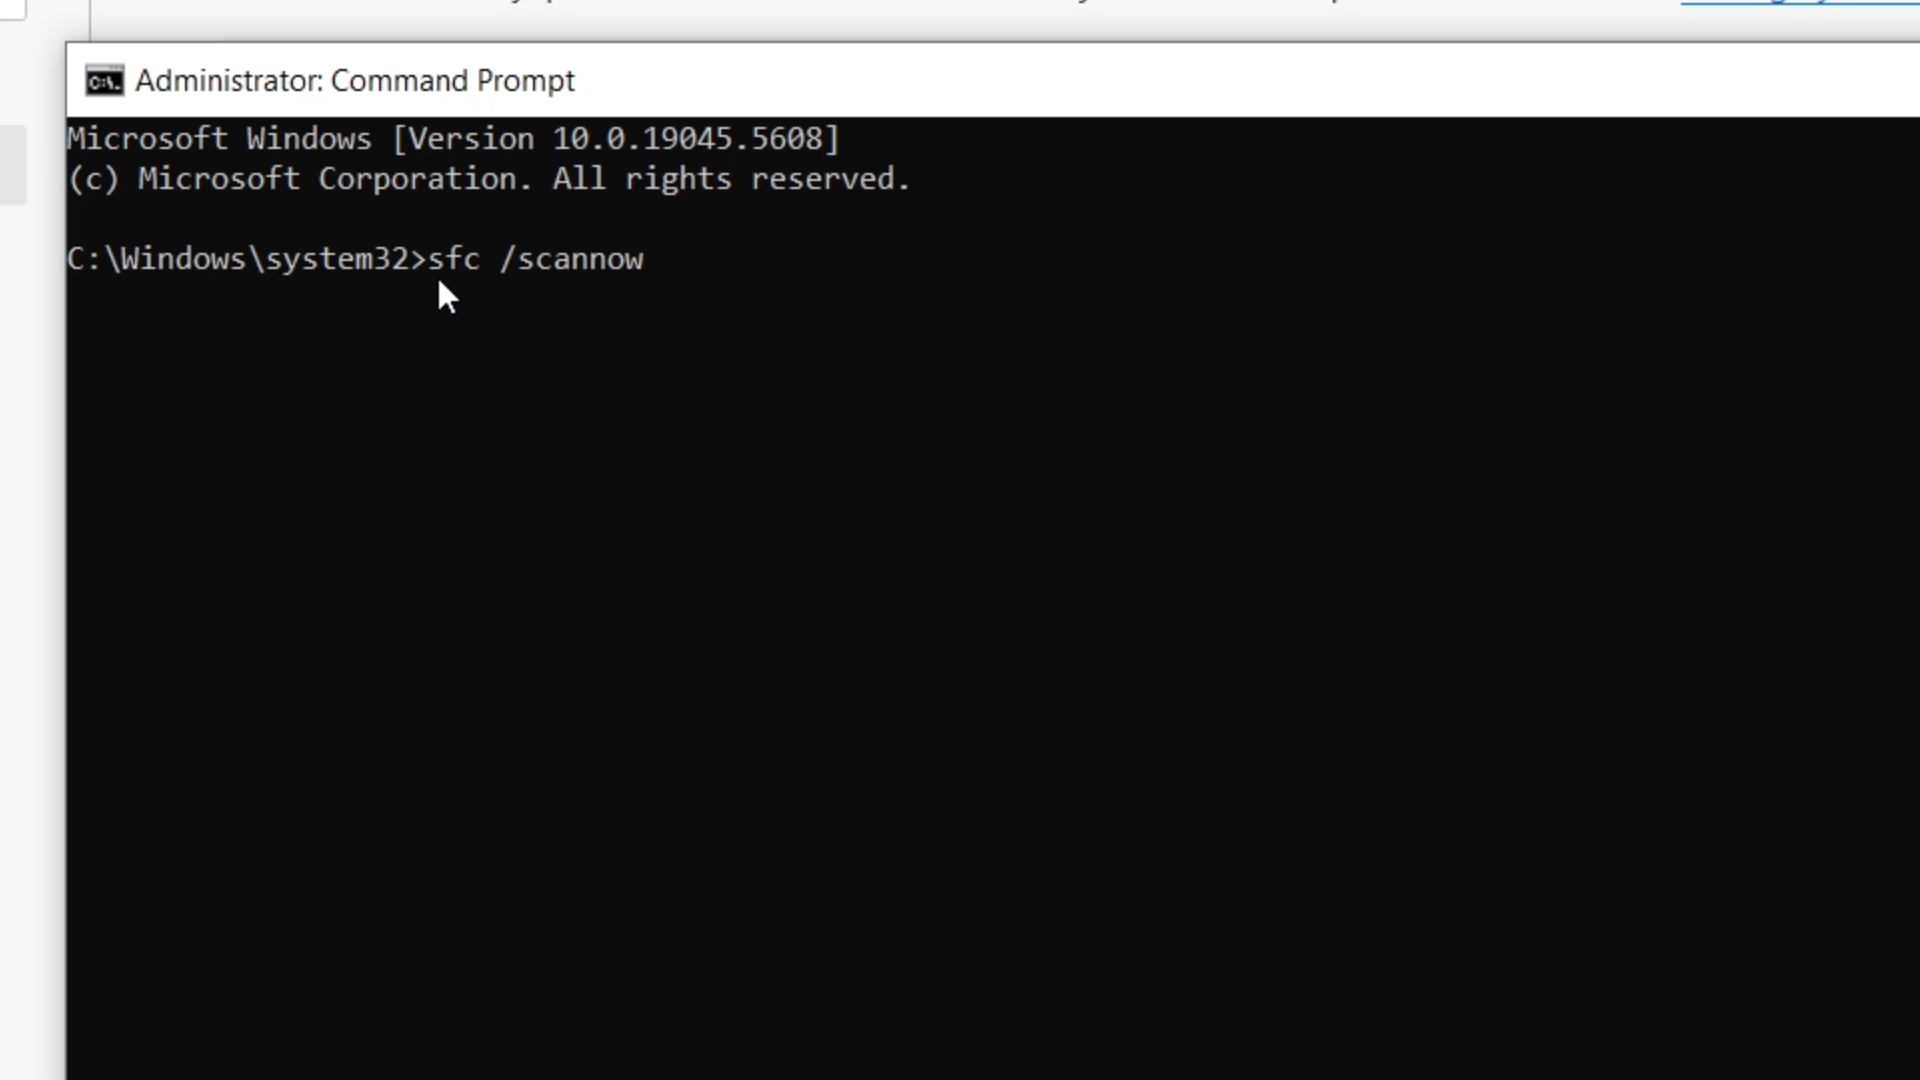 Administrator: Command Prompt
Microsoft Windows [Version 10.0.19045.5608]
(c) Microsoft Corporation. All rights reserved.
C:\Windows\system32>sfc /scannow